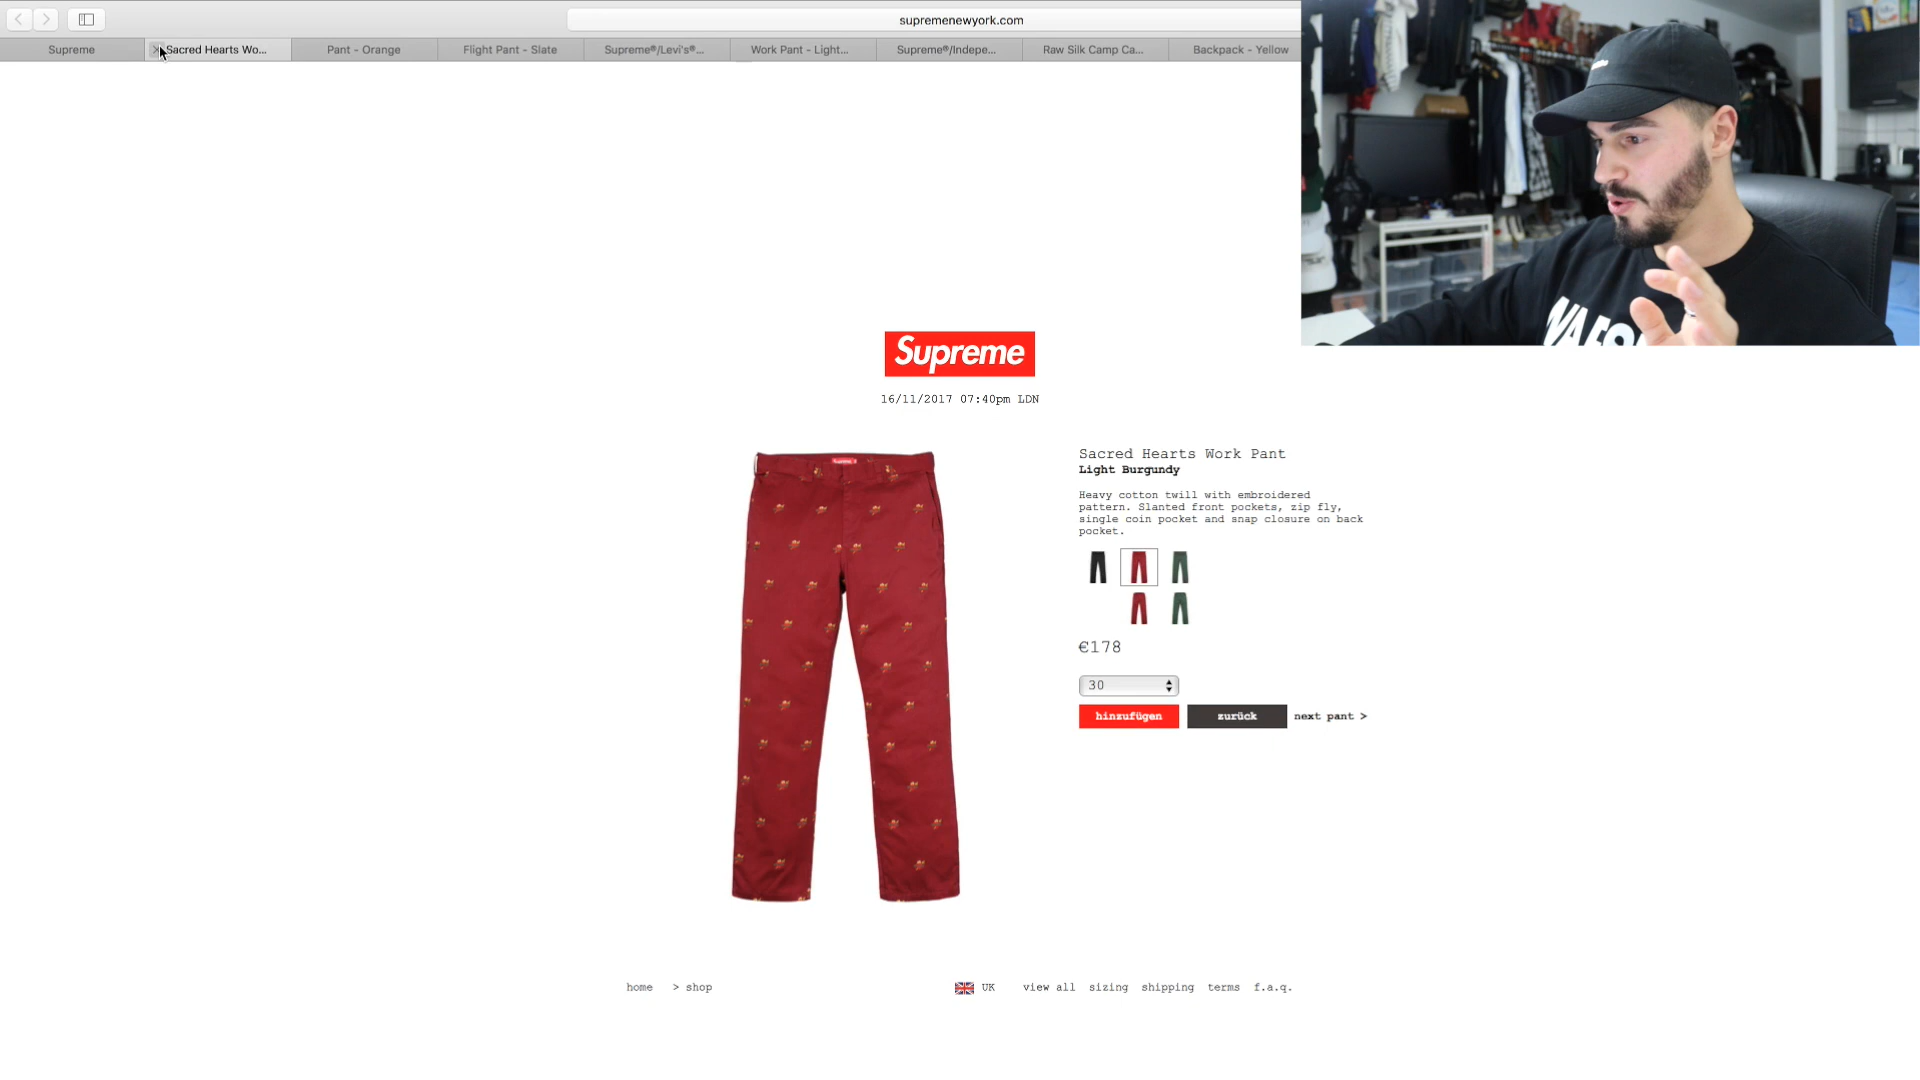 supremenewyork.com
Supreme
Sacred Hearts Wo...
Pant - Orange
Flight Pant - Slate
Supreme®/Levi's®...
Work Pant - Light...
Supreme®/Indepe...
Raw Silk Camp Ca...
Backpack - Yellow
Supreme
16/11/2017 07:40pm LDN
Sacred Hearts Work Pant
Light Burgundy
Heavy cotton twill with embroidered
pattern. Slanted front pockets, zip fly,
single coin pocket and snap closure on back
pocket.
€178
30
hinzufügen
zurück
next pant >
home
> shop
UK
view all
sizing
shipping
terms
f.a.q.